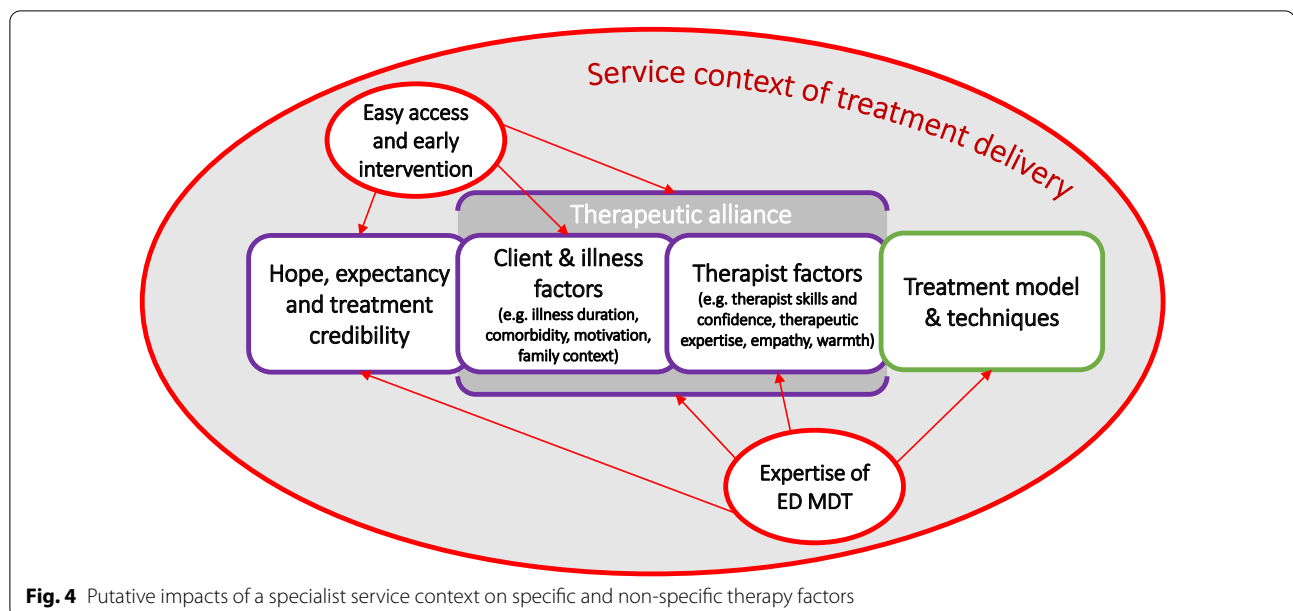 Service context of treatment delivery
Easy access
and early
intervention
Therapeutic alliance
Hope, expectancy
and treatment
credibility
Client & illness
factors
(e.g. illness duration,
comorbidity, motivation,
family context)
Therapist factors
(e.g. therapist skills and
confidence, therapeutic
expertise, empathy, warmth)
Treatment model
& techniques
Expertise of
ED MDT
Fig. 4 Putative impacts of a specialist service context on specific and non-specific therapy factors